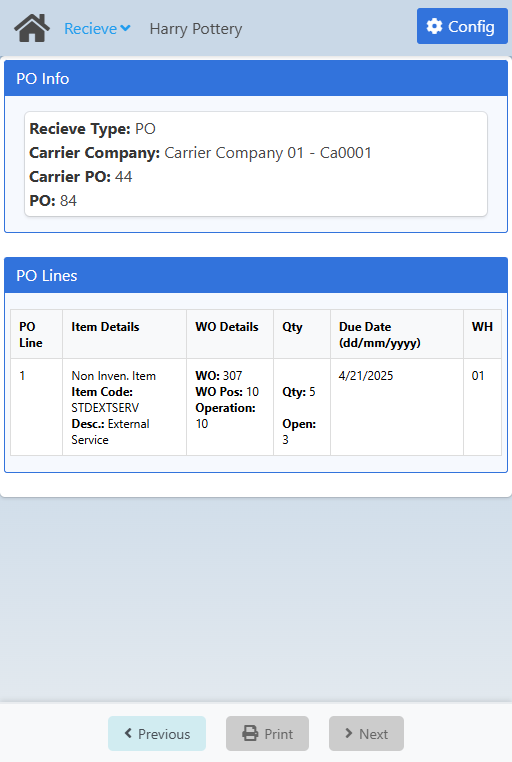 Recieve Harry Pottery Config
PO Info
Recieve Type: PO
Carrier Company: Carrier Company 01 - Ca0001
Carrier PO: 44
PO: 84
PO Lines
PO Line
Item Details
WO Details
Qty
Due Date (dd/mm/yyyy)
WH
1
Non Inven. Item
Item Code:
STDEXTSERV
Desc.: External
Service
WO: 307
WO Pos: 10
Operation:
10
Qty: 5
Open:
3
4/21/2025
01
Previous Print Next